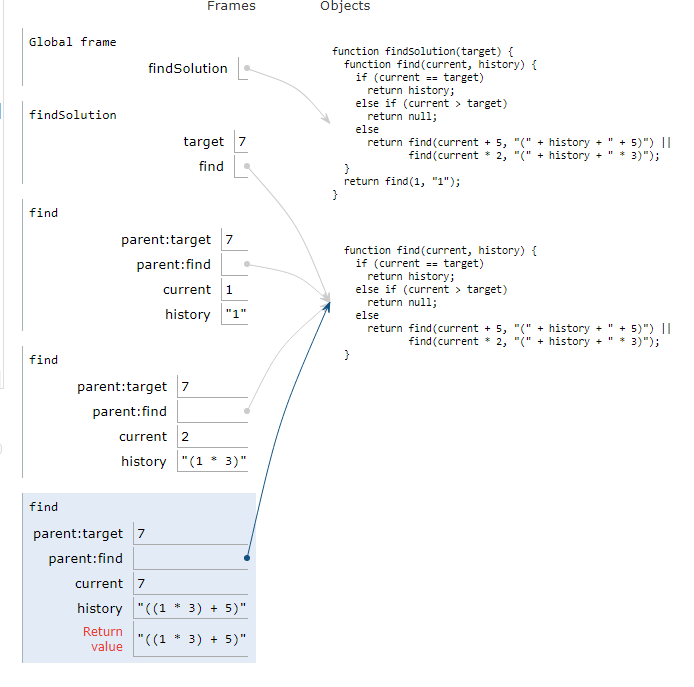 Frames Objects
Global frame
findSolution
function findSolution(target) {
function find(current, history) {
if (current == target)
return history;
else if (current > target)
return null;
else
return find(current + 5, "(" + history + " + 5)") ||
find(current * 2, "(" + history + " * 3)");
}
return find(1, "1");
}
findSolution
target 7
find
find
parent:target 7
parent:find
current 1
history "1"
function find(current, history) {
if (current == target)
return history;
else if (current > target)
return null;
else
return find(current + 5, "(" + history + " + 5)") ||
find(current * 2, "(" + history + " * 3)");
}
find
parent:target 7
parent:find
current 2
history "(1 * 3)"
find
parent:target 7
parent:find
current 7
history "((1 * 3) + 5)"
Return
value "((1 * 3) + 5)"